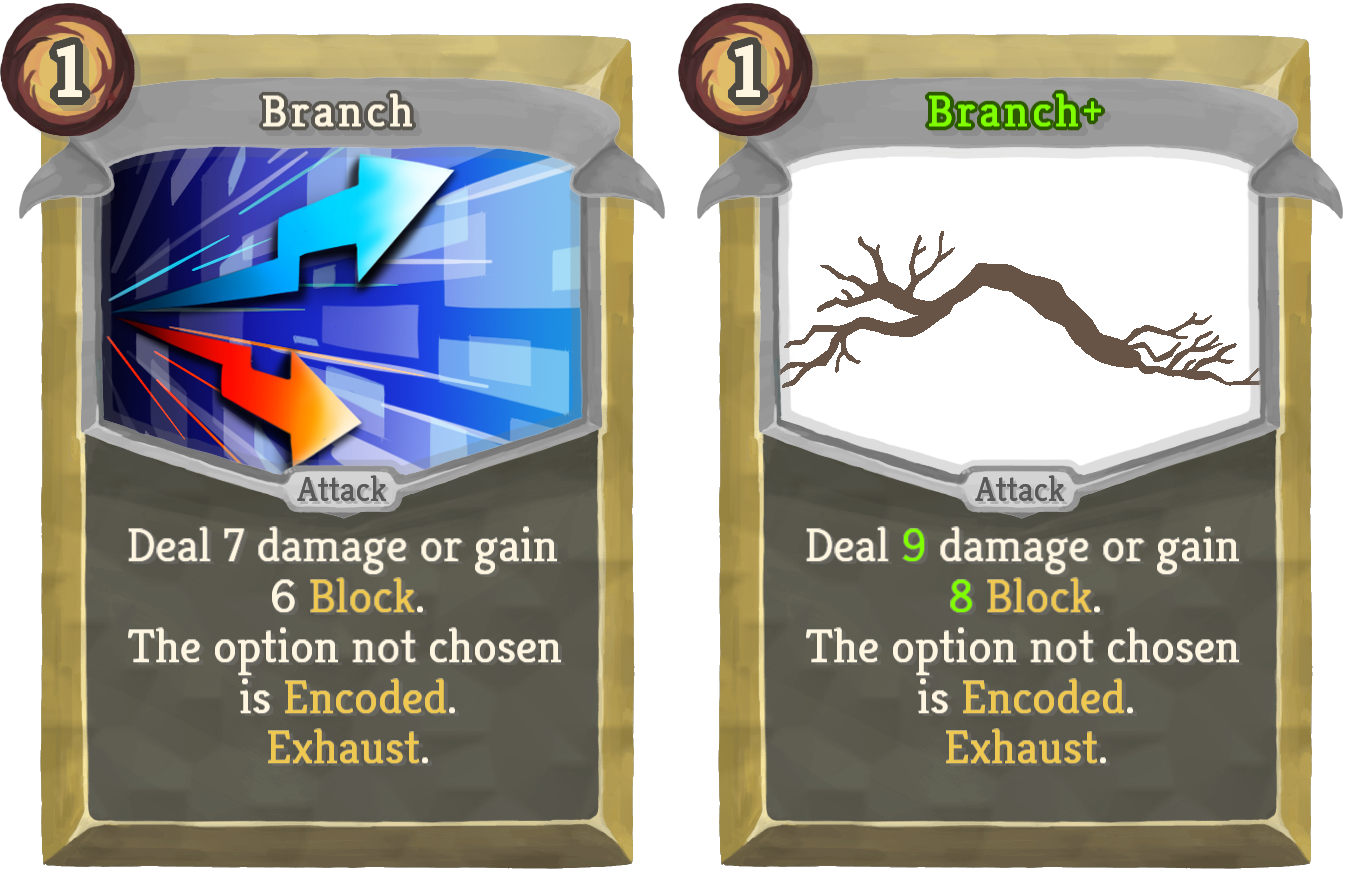 1
Branch
Attack
Deal 7 damage or gain
6 Block.
The option not chosen
is Encoded.
Exhaust.
1
Branch+
Attack
Deal 9 damage or gain
8 Block.
The option not chosen
is Encoded.
Exhaust.